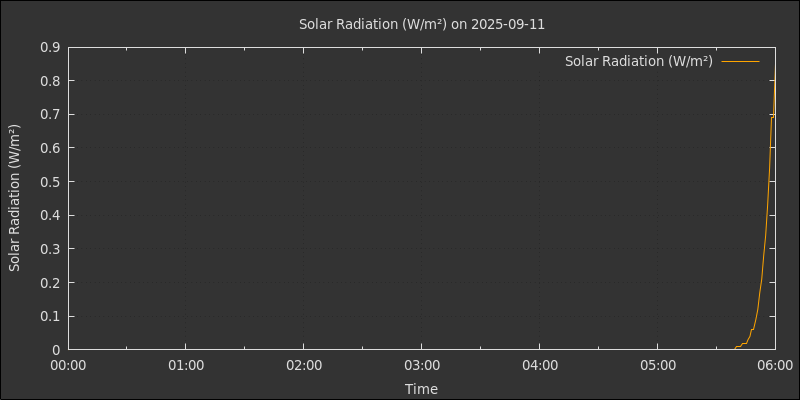 Solar Radiation (W/m²) on 2025-09-11
Solar Radiation (W/m²)
Solar Radiation (W/m²)
0.9
0.8
0.7
0.6
0.5
0.4
0.3
0.2
0.1
0
00:00 01:00 02:00 03:00 04:00 05:00 06:00
Time